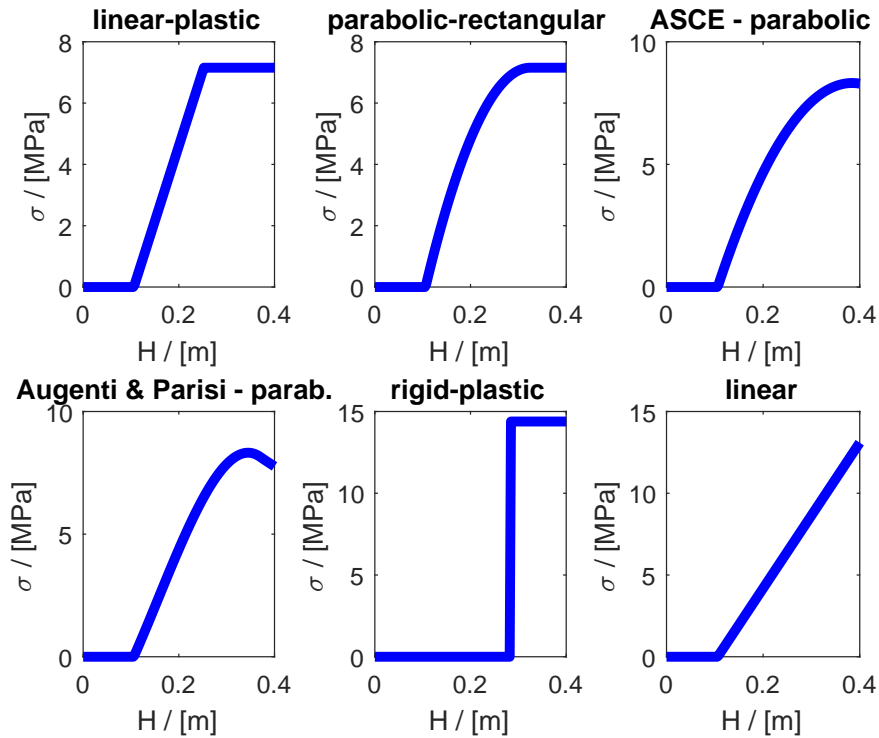 linear-plastic
parabolic-rectangular
ASCE - parabolic
8
6
4
2
0
σ / [MPa]
0
0.2
0.4
H / [m]
8
6
4
2
0
σ / [MPa]
0
0.2
0.4
H / [m]
10
5
0
σ / [MPa]
0
0.2
0.4
H / [m]
Augenti & Parisi - parab.
rigid-plastic
linear
10
5
0
σ / [MPa]
0
0.2
0.4
H / [m]
15
10
5
0
σ / [MPa]
0
0.2
0.4
H / [m]
15
10
5
0
σ / [MPa]
0
0.2
0.4
H / [m]